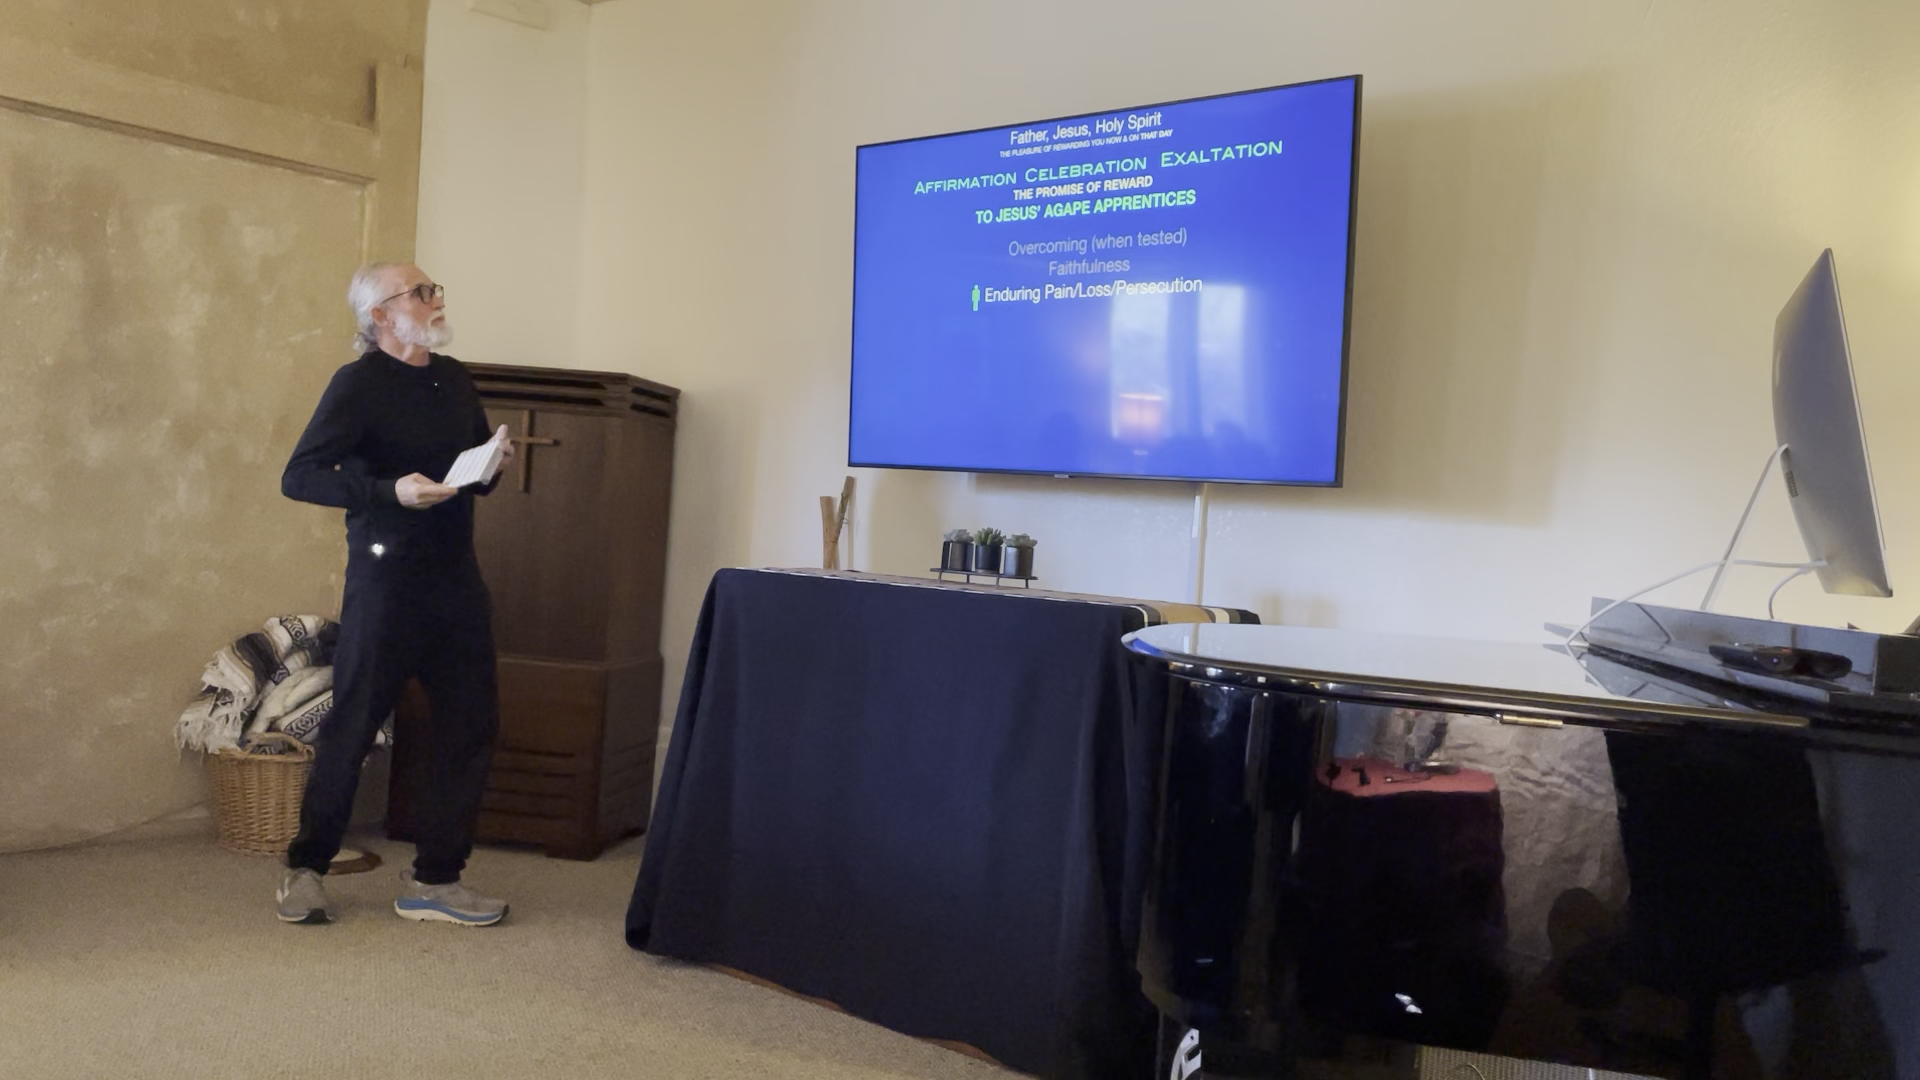 Father, Jesus, Holy Spirit
THE PLEASURE OF REWARDING YOU NOW & ON THAT DAY
AFFIRMATION CELEBRATION EXALTATION
THE PROMISE OF REWARD
TO JESUS' AGAPE APPRENTICES
Overcoming (when tested)
Faithfulness
Enduring Pain/Loss/Persecution